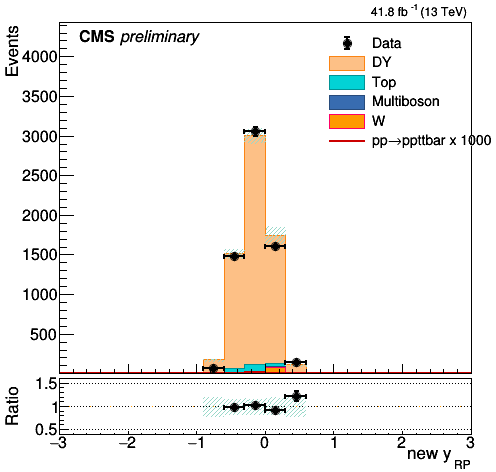 41.8 fb⁻¹ (13 TeV)
Events
CMS preliminary
Data
DY
Top
Multiboson
W
pp→ppttbar x 1000
4000
3500
3000
2500
2000
1500
1000
500
Ratio
1.5
1
0.5
−3 −2 −1 0 1 2 3
new y RP